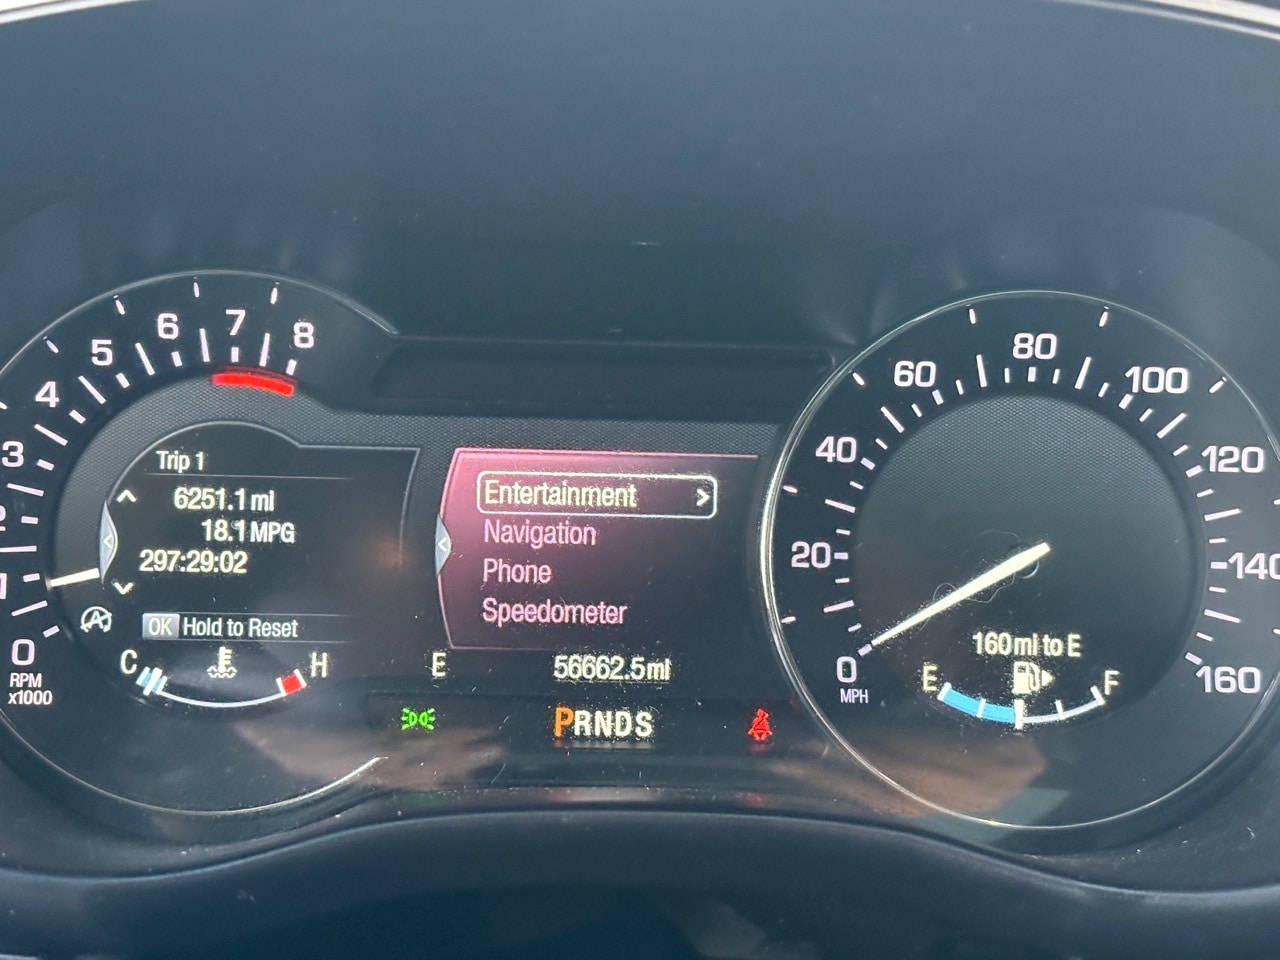 8
7
6
5
4
3
0
RPM
x1000
Trip 1
6251.1 mi
18.1 MPG
297:29:02
OK Hold to Reset
C
H
Entertainment >
Navigation
Phone
Speedometer
E
56662.5 mi
PRNDS
0
MPH
20
40
60
80
100
120
140
160
160 mi to E
E
F